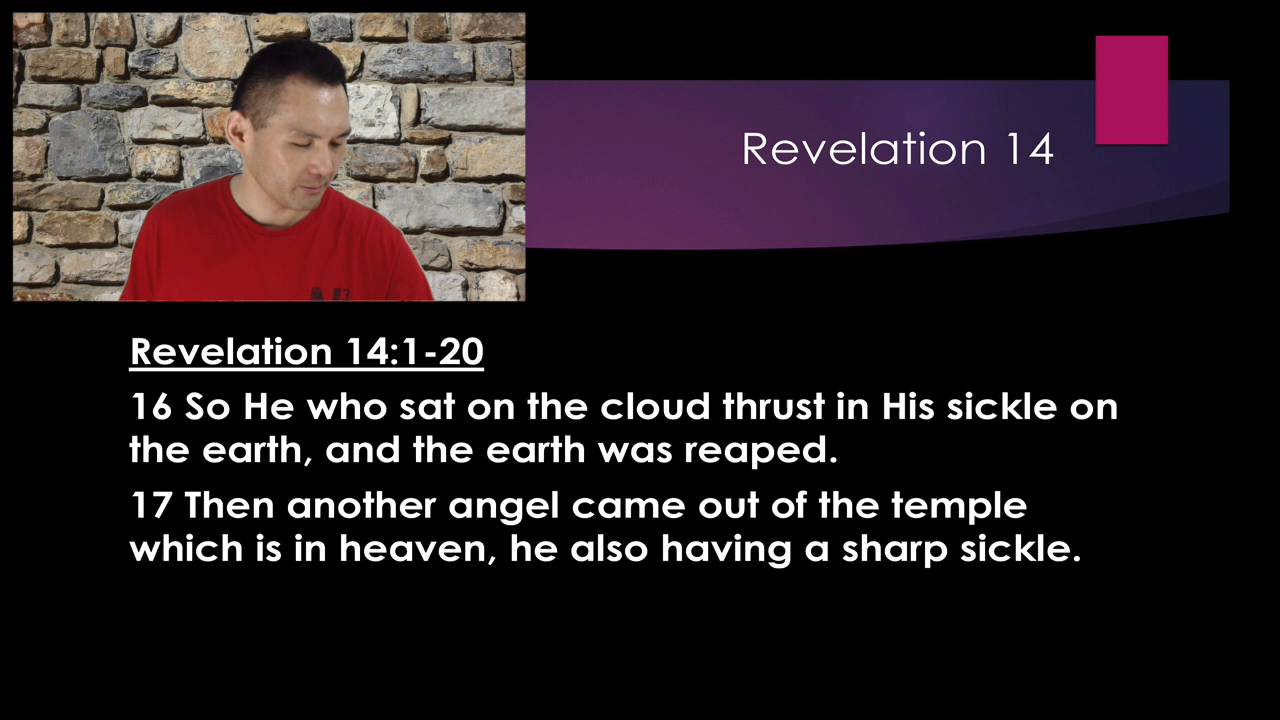 Revelation 14
Revelation 14:1-20
16 So He who sat on the cloud thrust in His sickle on
the earth, and the earth was reaped.
17 Then another angel came out of the temple
which is in heaven, he also having a sharp sickle.